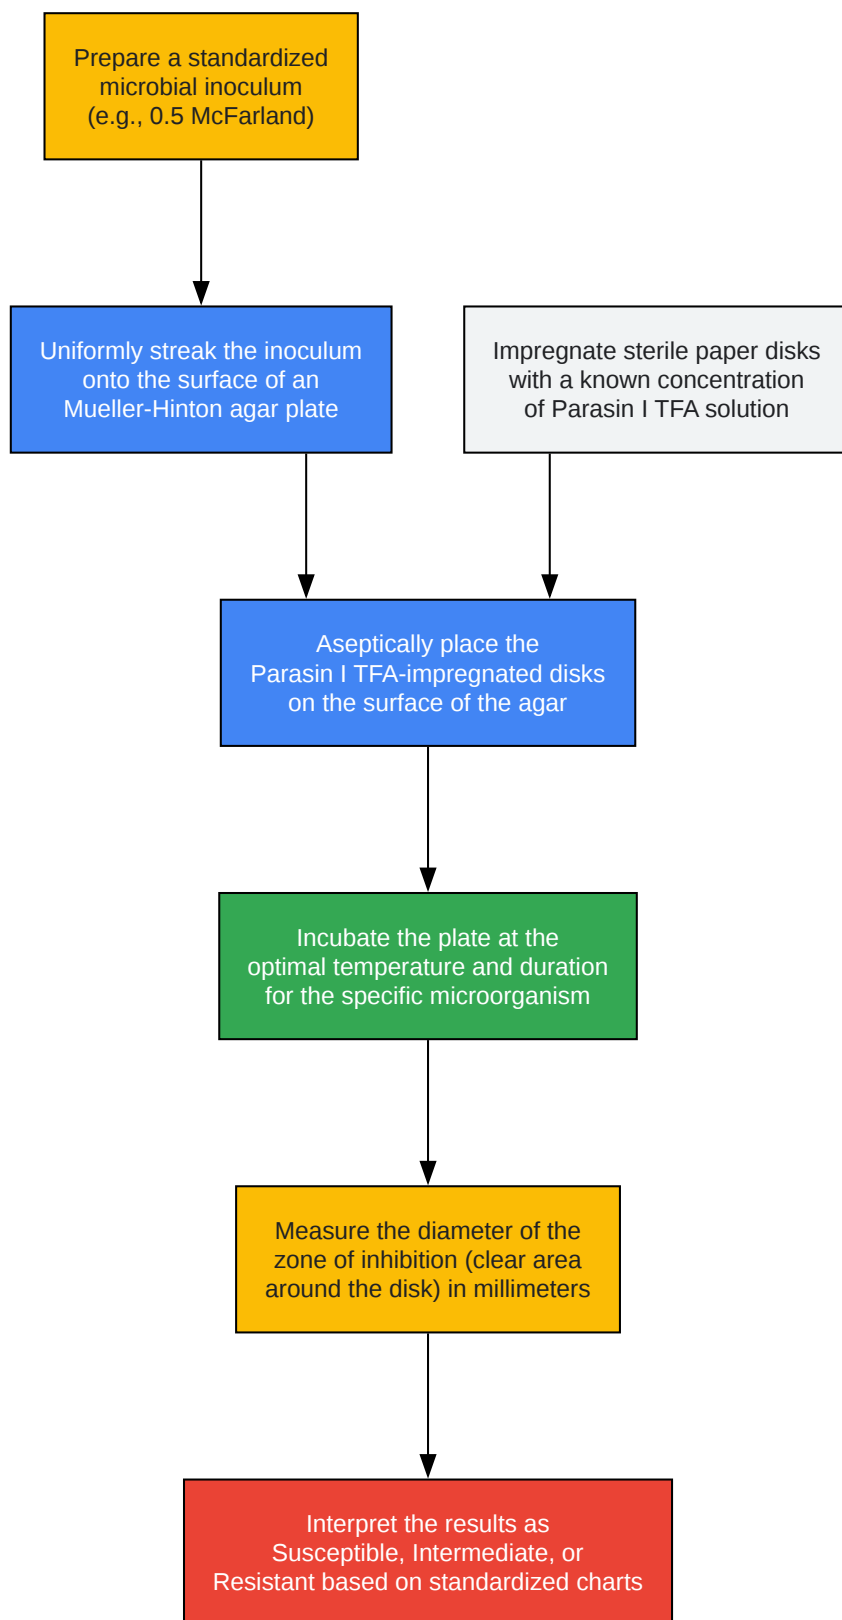 Prepare a standardized
microbial inoculum
(e.g., 0.5 McFarland)
Uniformly streak the inoculum
onto the surface of an
Mueller-Hinton agar plate
Impregnate sterile paper disks
with a known concentration
of Parasin I TFA solution
Aseptically place the
Parasin I TFA-impregnated disks
on the surface of the agar
Incubate the plate at the
optimal temperature and duration
for the specific microorganism
Measure the diameter of the
zone of inhibition (clear area
around the disk) in millimeters
Interpret the results as
Susceptible, Intermediate, or
Resistant based on standardized charts